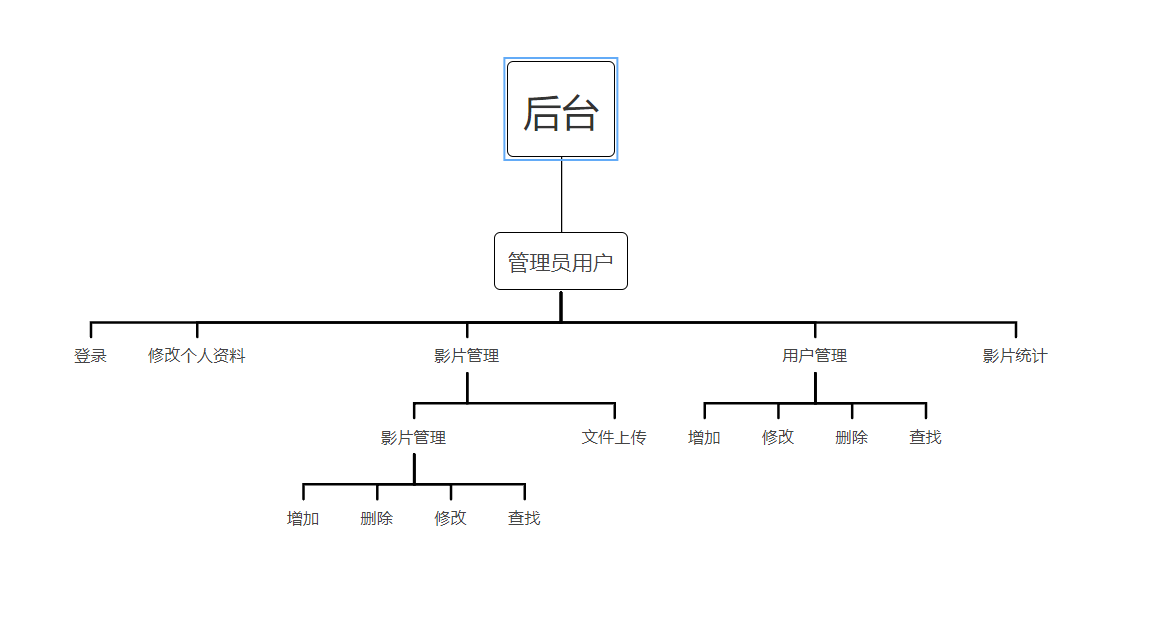 后台
管理员用户
登录
修改个人资料
影片管理
用户管理
影片统计
影片管理
文件上传
增加
修改
删除
查找
增加
删除
修改
查找